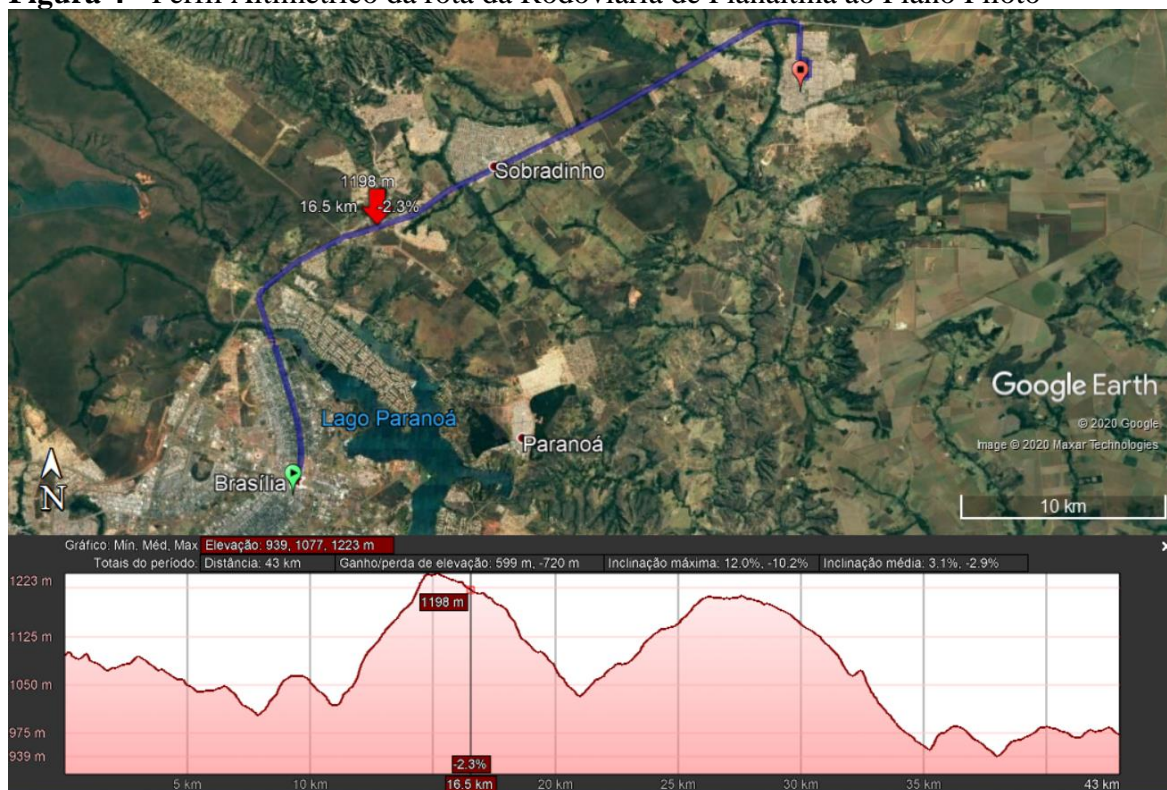 Figura 4 - Perfil Altimétrico da rota da Rodoviária de Planaltina ao Plano Piloto
Sobradinho
1198 m
16.5 km -2.3%
Google Earth
© 2020 Google
Image © 2020 Maxar Technologies
Lago Paranoá
Paranoá
Brasília
N
10 km
Gráfico: Mín. Méd, Max Elevação: 939, 1077, 1223 m
Totais do período: Distância: 43 km Ganho/perda de elevação: 599 m, -720 m Inclinação máxima: 12.0%, -10.2% Inclinação média: 3.1%, -2.9%
1223 m
1198 m
1125 m
1050 m
975 m
939 m
-2.3%
5 km 10 km 16.5 km 20 km 25 km 30 km 35 km 43 km